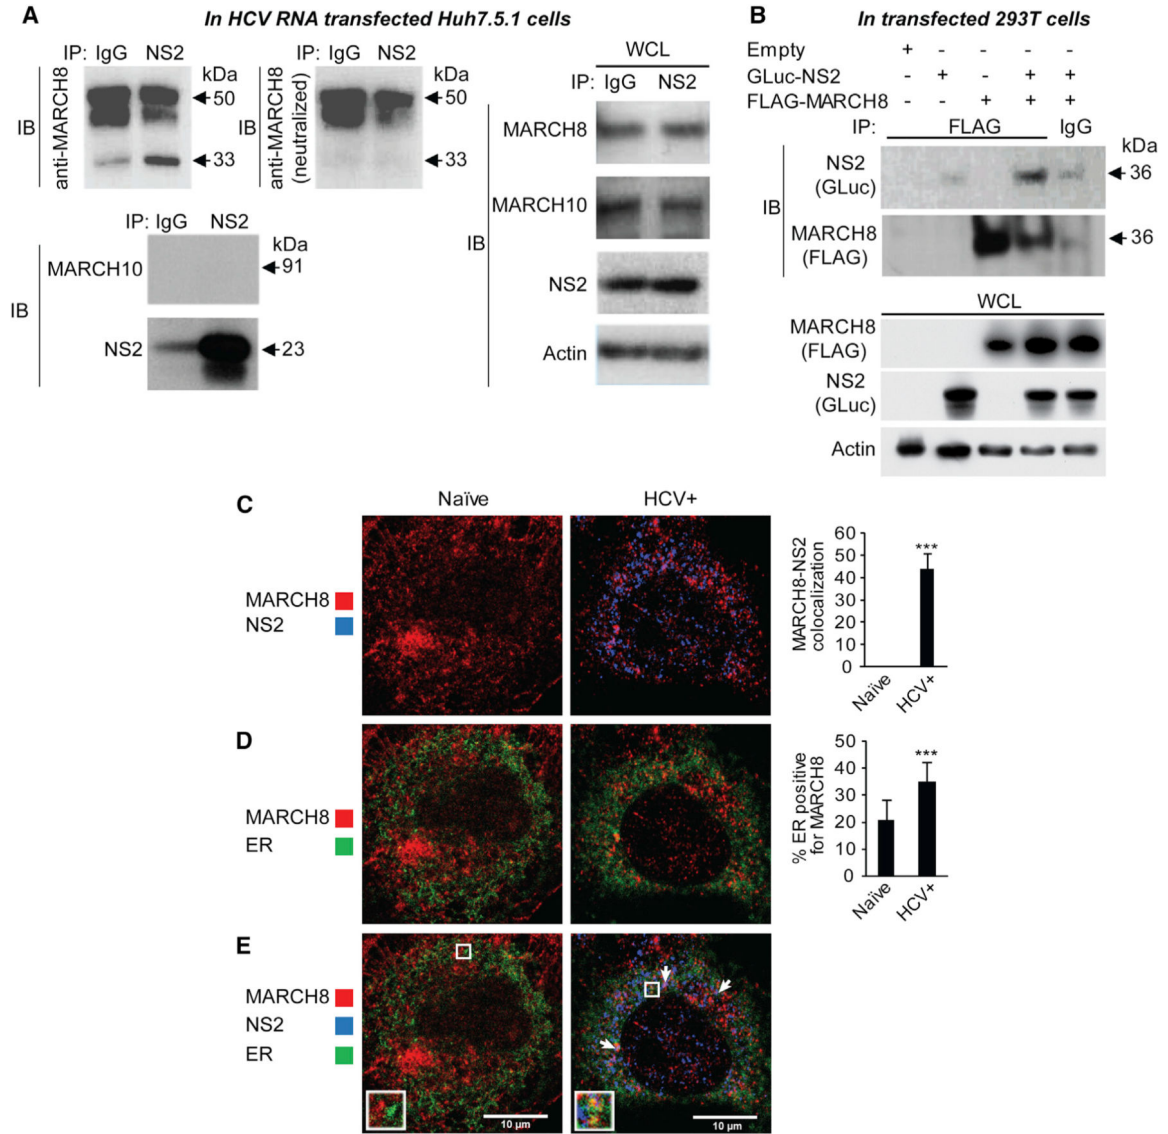 A
In HCV RNA transfected Huh7.5.1 cells
IP: IgG NS2
kDa
50
33
IB
anti-MARCH8
IP: IgG NS2
kDa
50
33
IB
anti-MARCH8
(neutralized)
IP: IgG NS2
kDa
MARCH10
91
IB
NS2
23
WCL
IP: IgG NS2
MARCH8
MARCH10
IB
NS2
Actin
B
In transfected 293T cells
Empty + - - - -
GLuc-NS2 - + - + +
FLAG-MARCH8 - - + + +
IP: FLAG IgG
kDa
NS2
(GLuc)
36
IB
MARCH8
(FLAG)
36
WCL
MARCH8
(FLAG)
NS2
(GLuc)
Actin
C
Naïve
HCV+
MARCH8
NS2
MARCH8-NS2
colocalization
60
50
40
30
20
10
0
***
Naïve
HCV+
D
MARCH8
ER
% ER positive
for MARCH8
50
40
30
20
10
0
***
Naïve
HCV+
E
MARCH8
NS2
ER
10 µm
10 µm